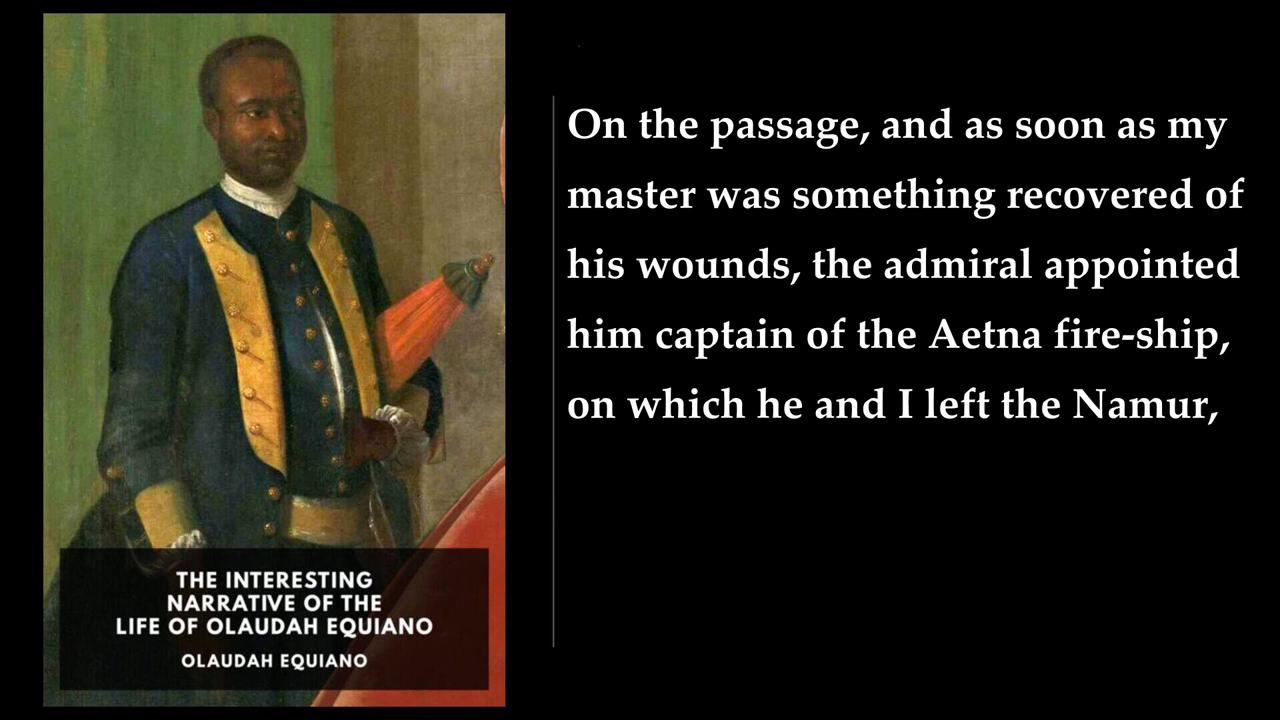 On the passage, and as soon as my
master was something recovered of
his wounds, the admiral appointed
him captain of the Aetna fire-ship,
on which he and I left the Namur,
THE INTERESTING
NARRATIVE OF THE
LIFE OF OLAUDAH EQUIANO
OLAUDAH EQUIANO